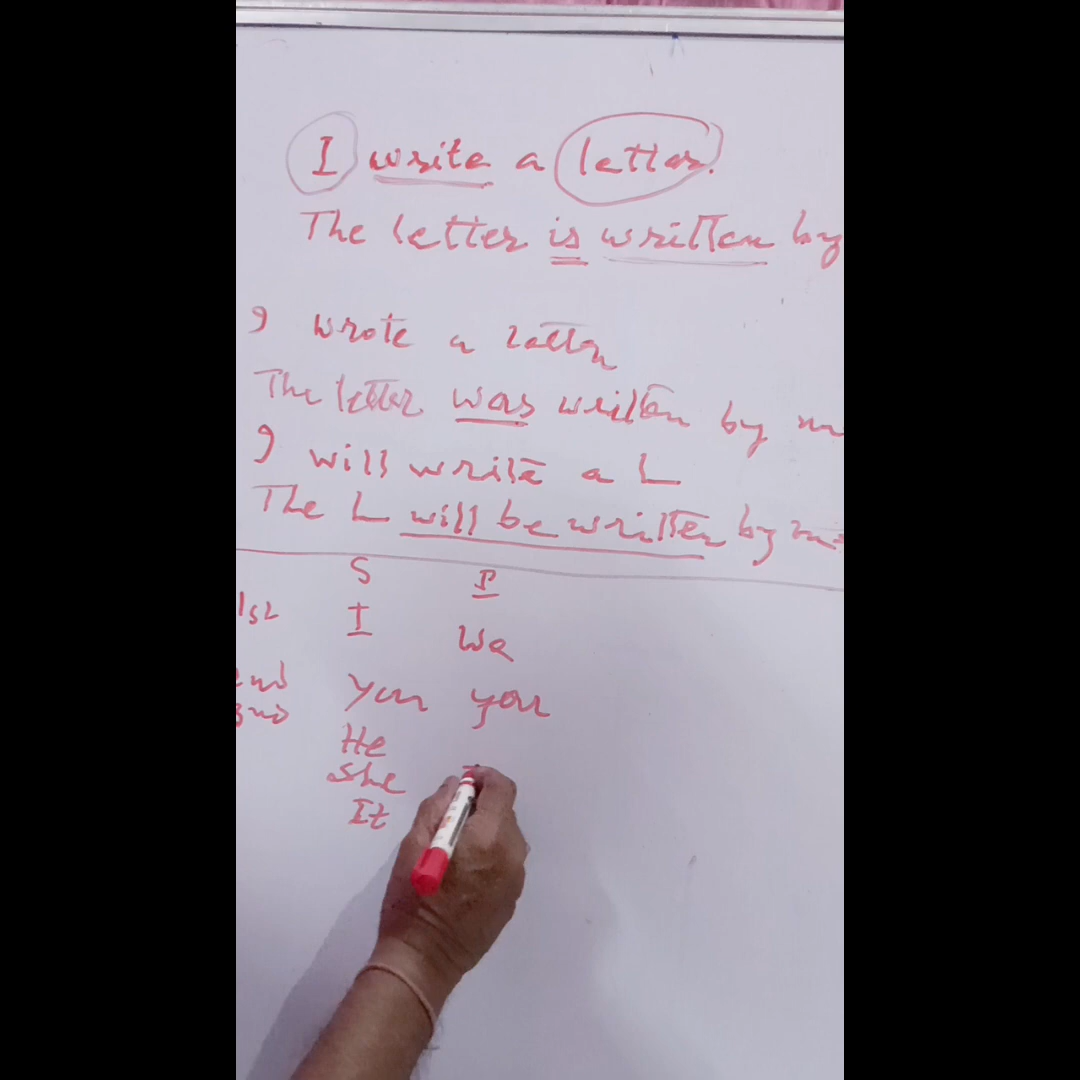 I write a letter.
The letter is written by
I wrote a letter
The letter was written by
I will write a L
The L will be written by me
S P
1st I We
2nd you you
3rd He
She
It